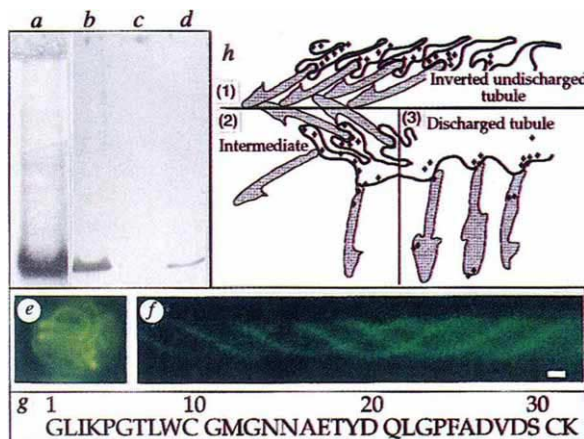 a b c d
h
(1)
Inverted undischarged
tubule
(2)
Intermediate
(3)
Discharged tubule
e
f
g 1 10 20 30
GLIKPGTLWC GMGNNAETYD QLGPFADVDS CK